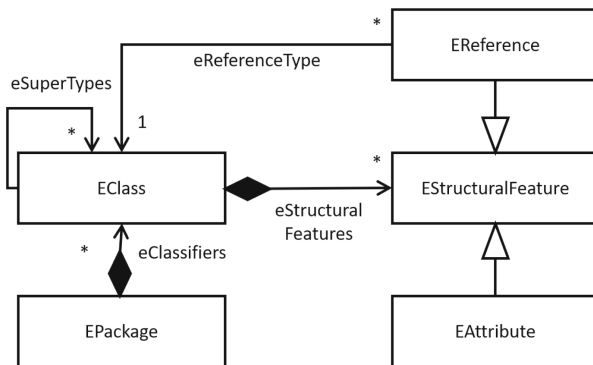 *
EReference
eReferenceType
eSuperTypes
*
1
*
EClass
EStructuralFeature
eStructural
Features
*
eClassifiers
EPackage
EAttribute